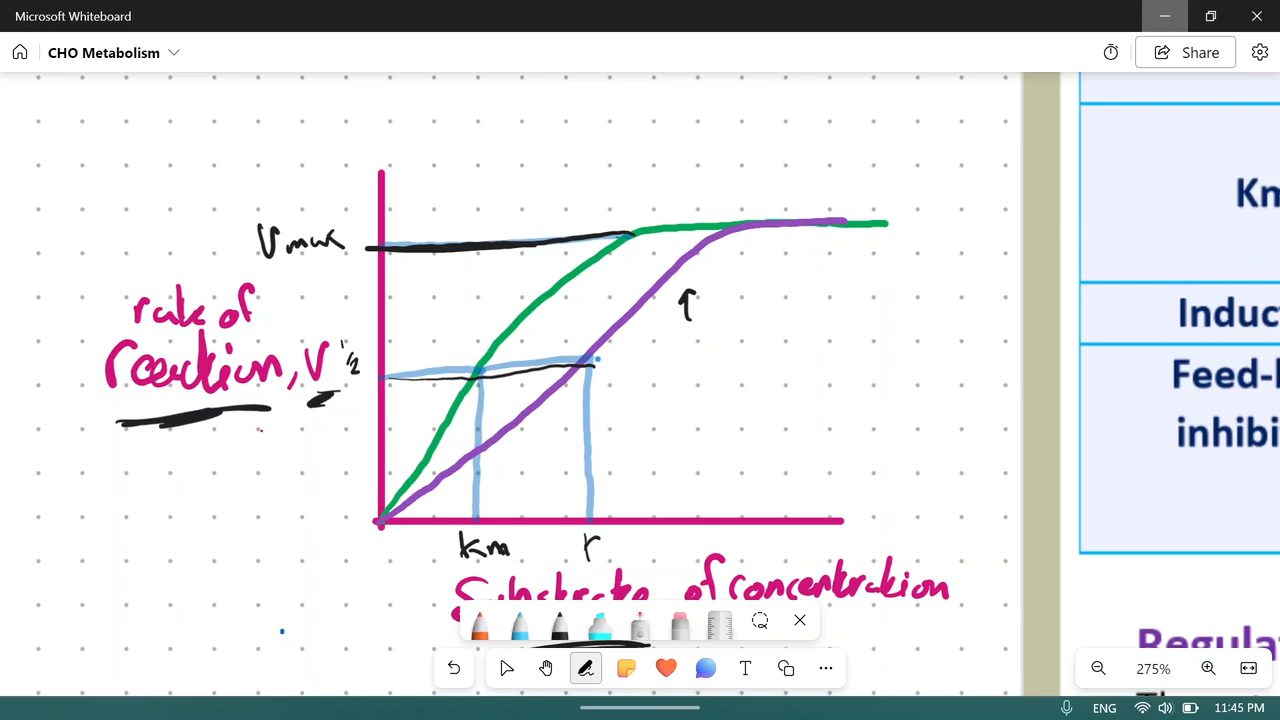 Microsoft Whiteboard
CHO Metabolism
Share
Vmax
rate of
reaction, V 1/2
Km
r
Substrate of concentration
↑
Km
Induc
Feed-
inhibi
Regula
T
275%
ENG
11:45 PM